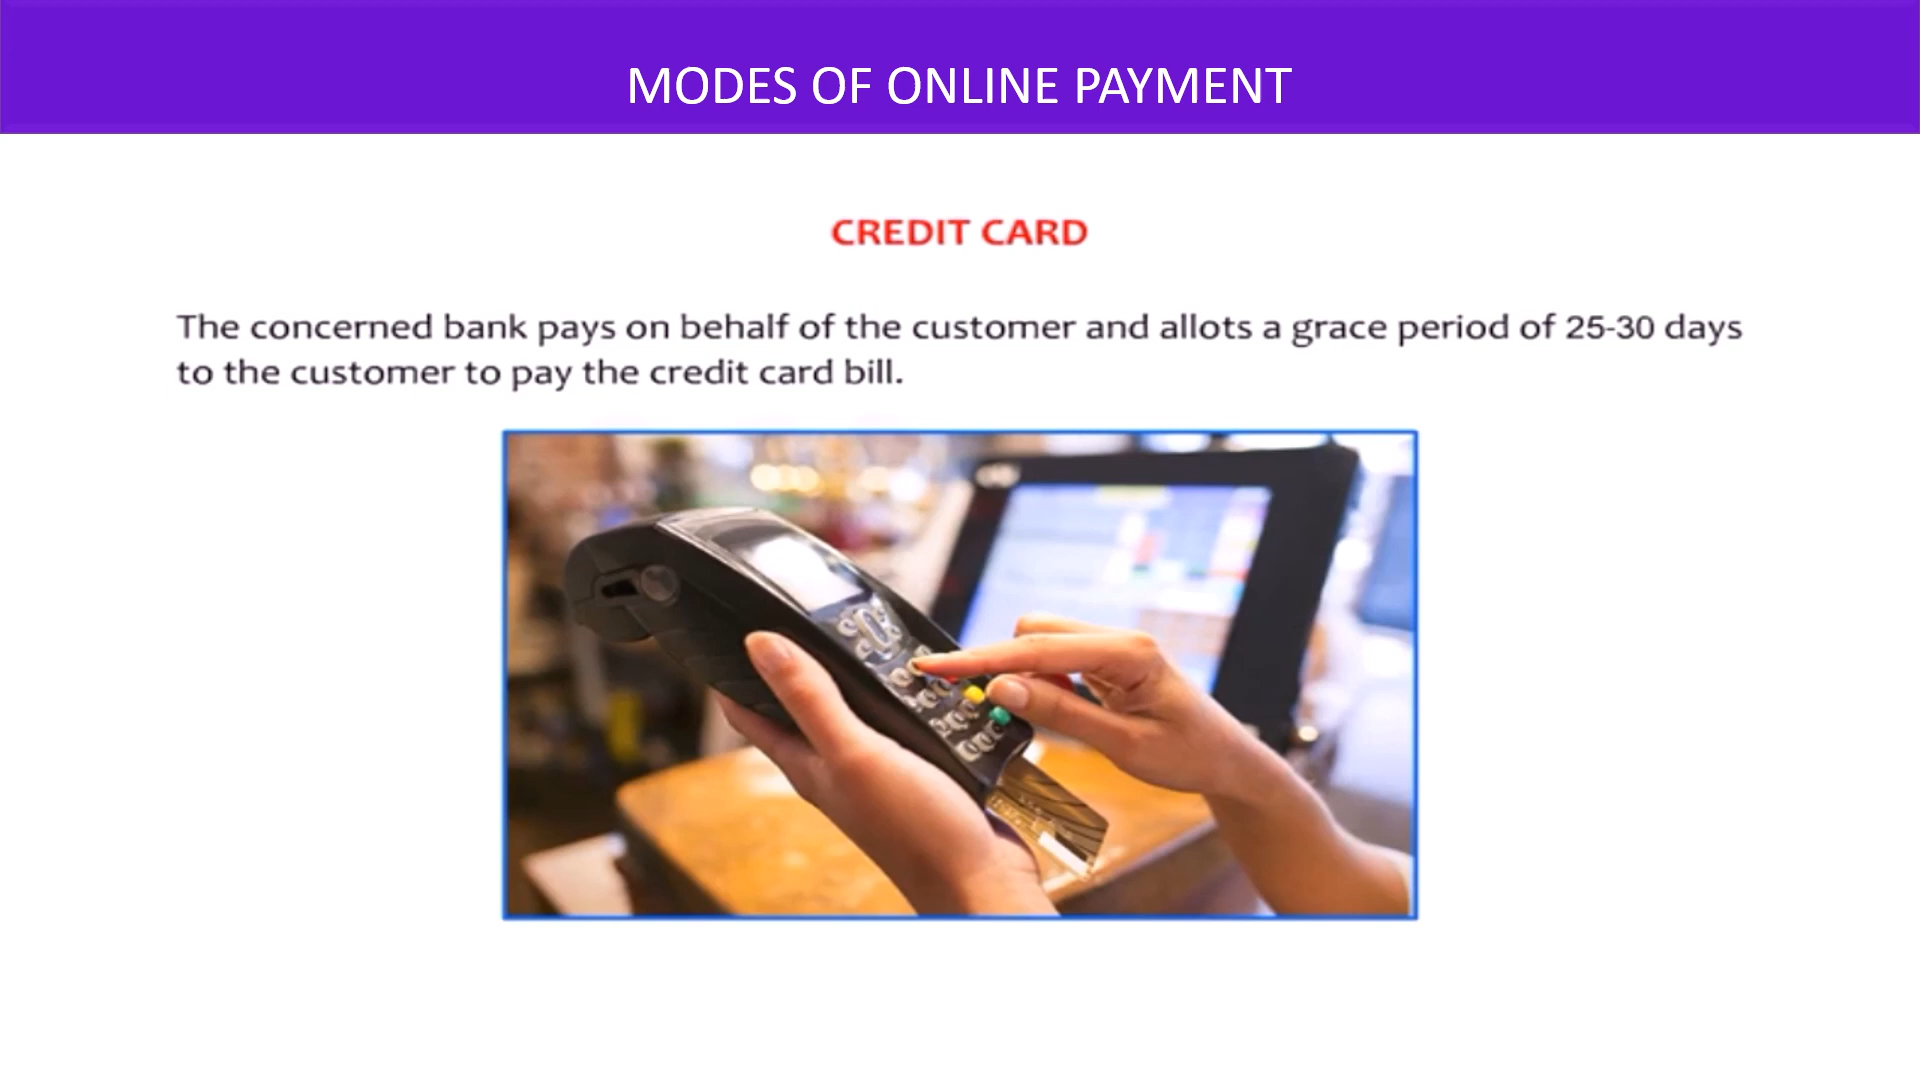 MODES OF ONLINE PAYMENT
CREDIT CARD
The concerned bank pays on behalf of the customer and allots a grace period of 25-30 days
to the customer to pay the credit card bill.